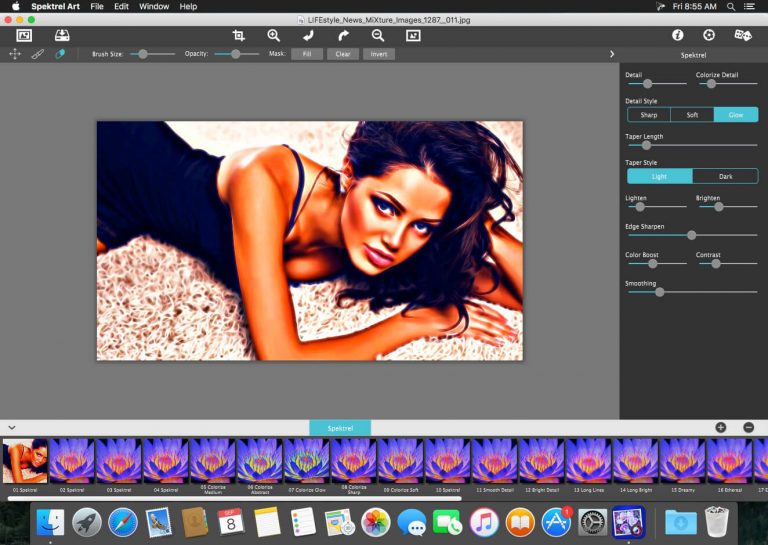 Spektrel Art File Edit Window Help Fri 8:55 AM
LIFEstyle_News_MiXture_Images_1287__011.jpg
Brush Size: Opacity: Mask: Fill Clear Invert Spektrel
Detail Colorize Detail
Detail Style
Sharp Soft Glow
Taper Length
Taper Style
Light Dark
Lighten Brighten
Edge Sharpen
Color Boost Contrast
Smoothing
Spektrel
01 Spektrel
02 Spektrel
03 Spektrel
04 Spektrel
05 Colorize
Medium
06 Colorize
Abstract
07 Colorize Glow
08 Colorize
Sharp
09 Colorize Soft
10 Spektrel
11 Smooth Detail
12 Bright Detail
13 Long Lines
14 Long Bright
15 Dreamy
16 Ethereal
SEP
8
1